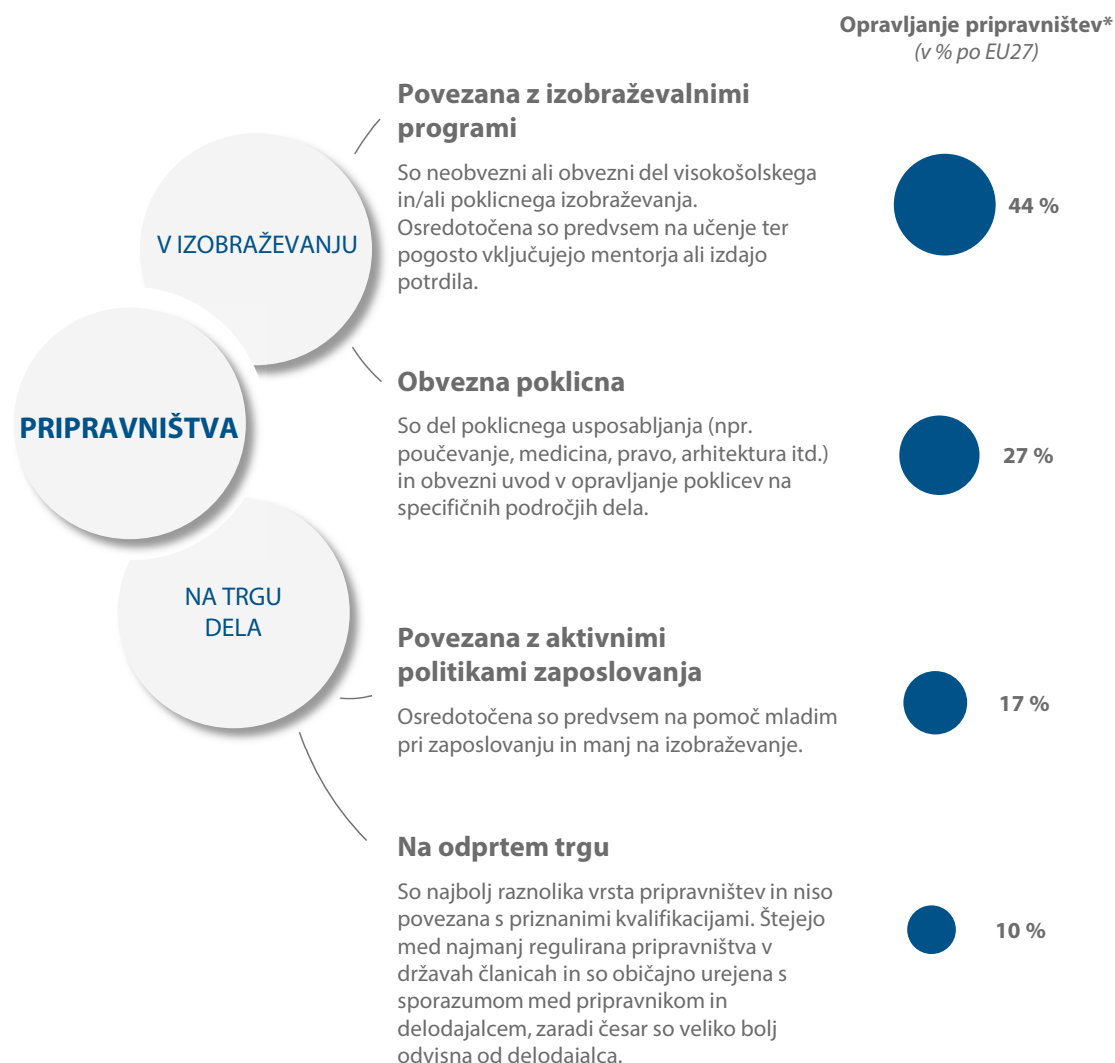 Opravljanje pripravništev*
(v % po EU27)
PRIPRAVNIŠTVA
V IZOBRAŽEVANJU
Povezana z izobraževalnimi
programi
So neobvezni ali obvezni del visokošolskega
in/ali poklicnega izobraževanja.
Osredotočena so predvsem na učenje ter
pogosto vključujejo mentorja ali izdajo
potrdila.
44 %
Obvezna poklicna
So del poklicnega usposabljanja (npr.
poučevanje, medicina, pravo, arhitektura itd.)
in obvezni uvod v opravljanje poklicev na
specifičnih področjih dela.
27 %
NA TRGU
DELA
Povezana z aktivnimi
politikami zaposlovanja
Osredotočena so predvsem na pomoč mladim
pri zaposlovanju in manj na izobraževanje.
17 %
Na odprtem trgu
So najbolj raznolika vrsta pripravništev in niso
povezana s priznanimi kvalifikacijami. Štejejo
med najmanj regulirana pripravništva v
državah članicah in so običajno urejena s
sporazumom med pripravnikom in
delodajalcem, zaradi česar so veliko bolj
odvisna od delodajalca.
10 %